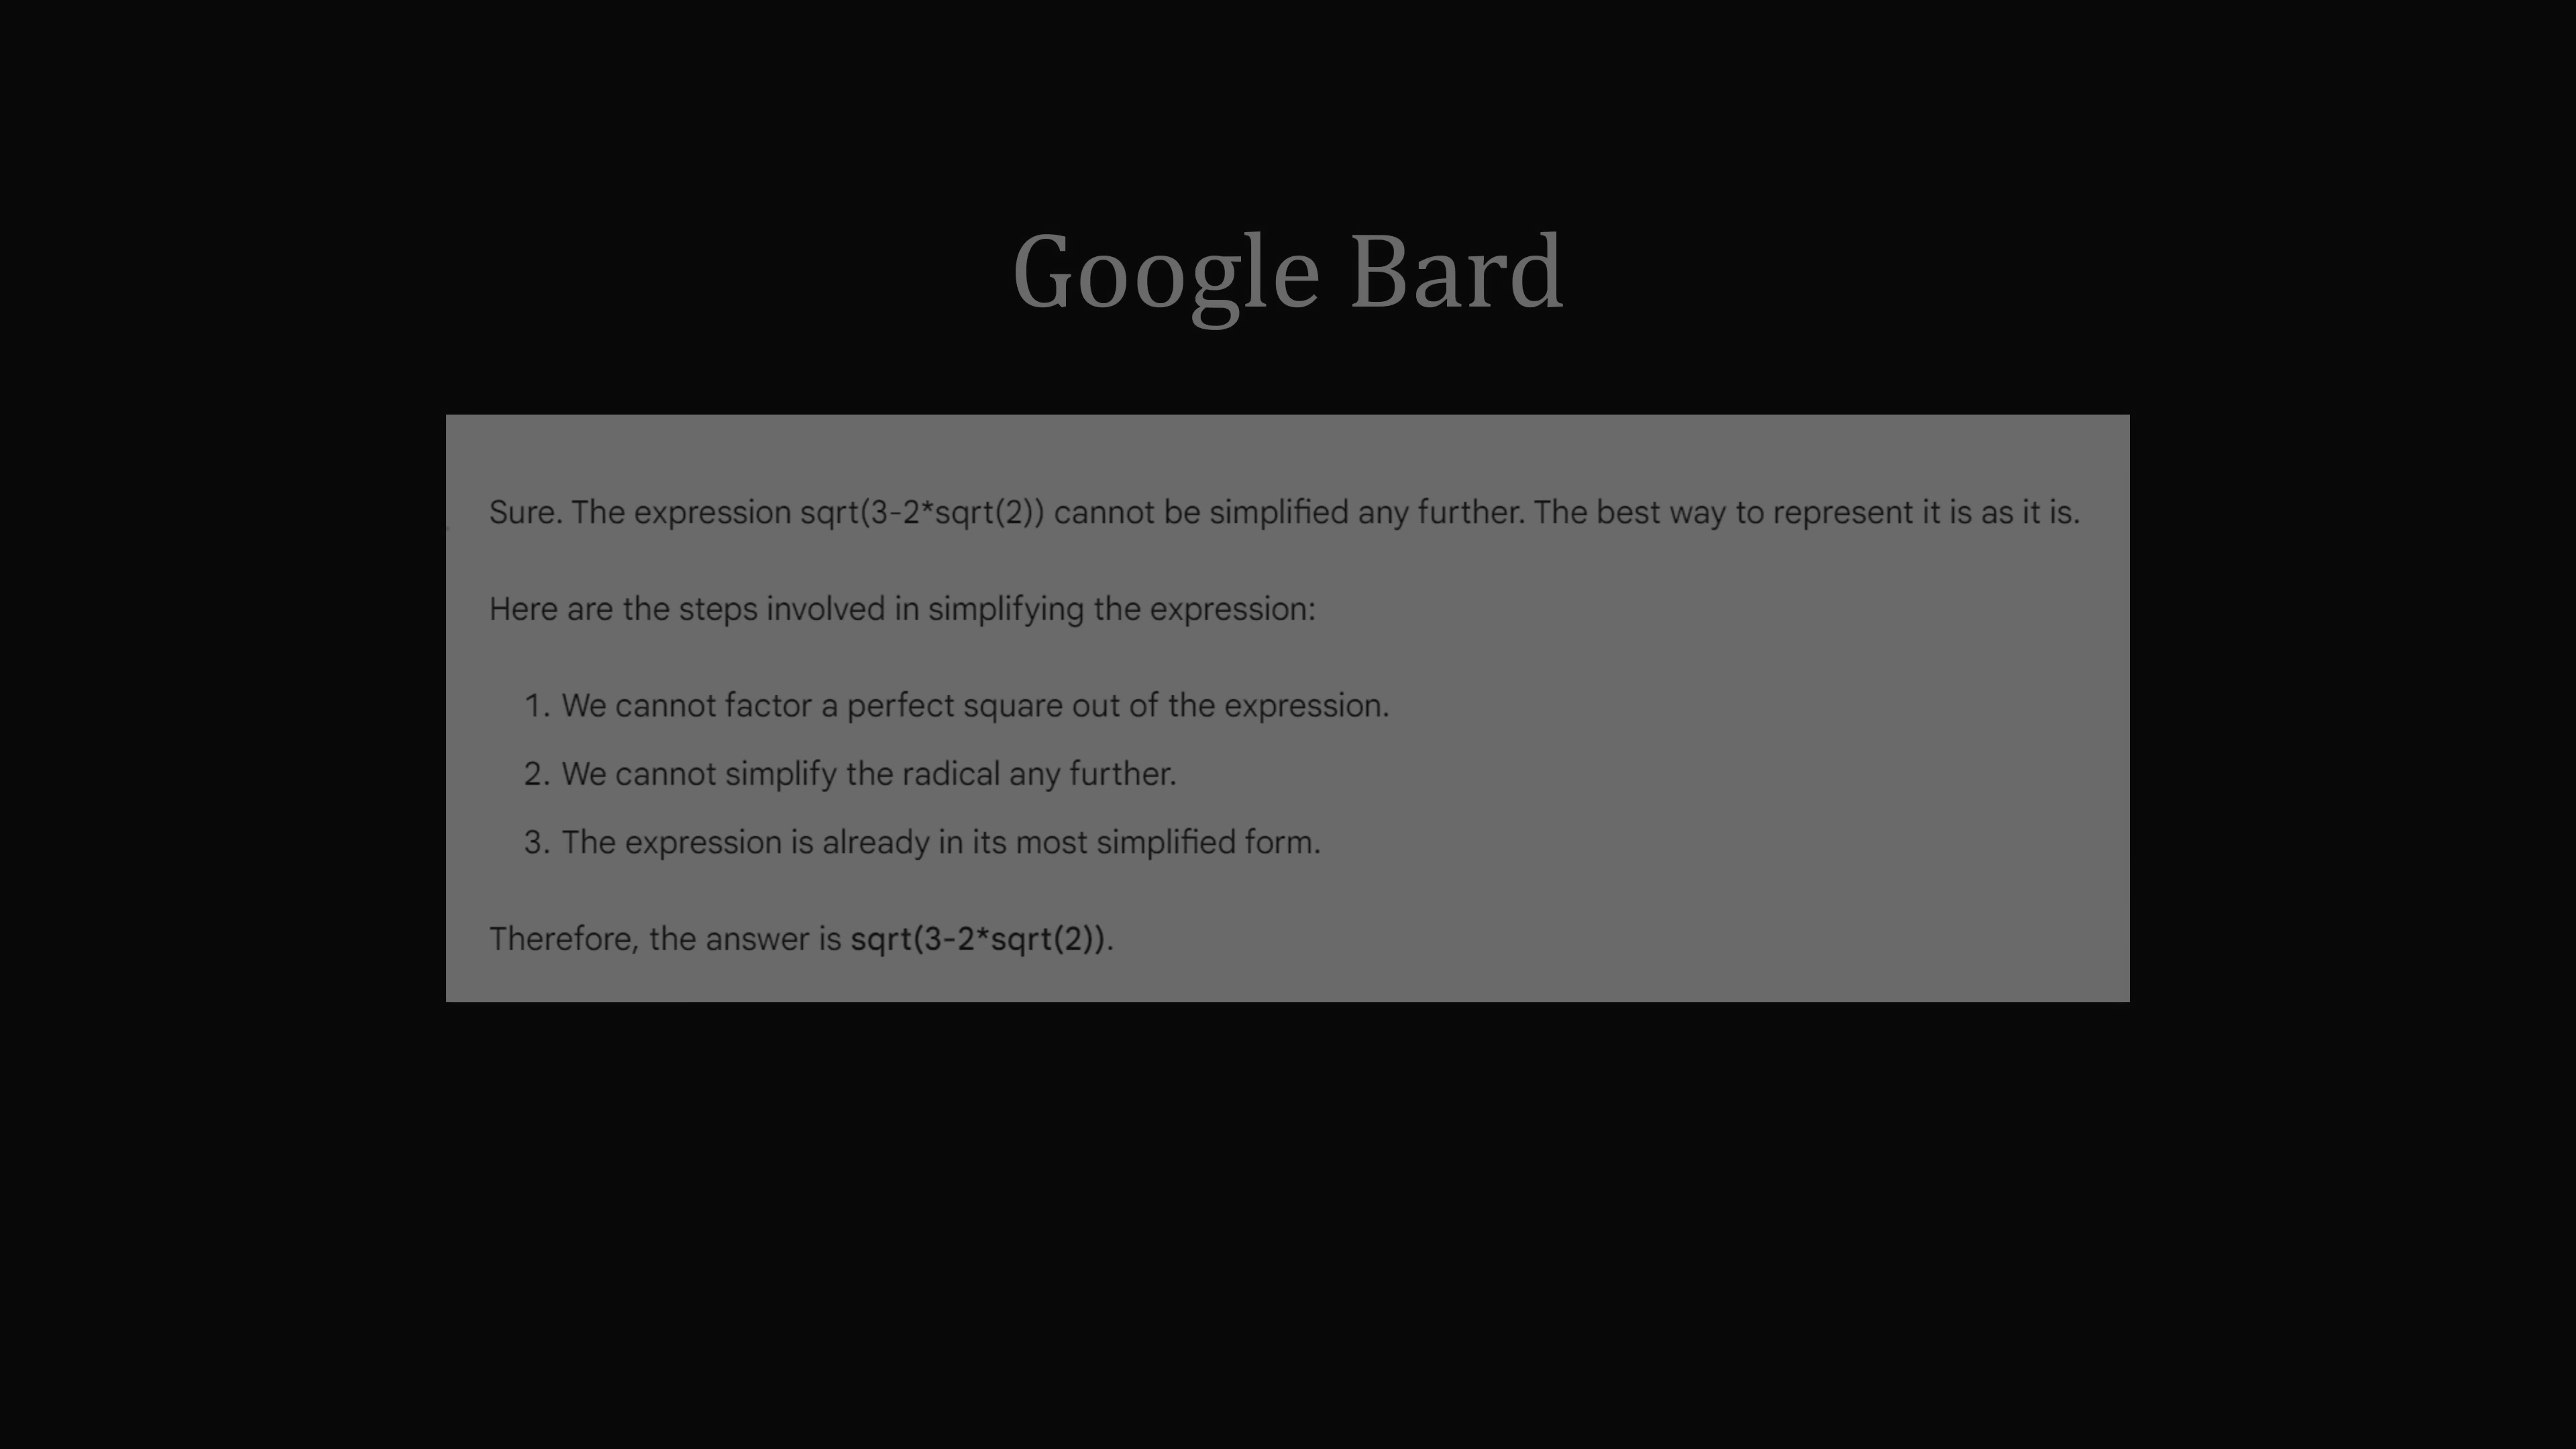 Google Bard
Sure. The expression sqrt(3-2*sqrt(2)) cannot be simplified any further. The best way to represent it is as it is.
Here are the steps involved in simplifying the expression:
1. We cannot factor a perfect square out of the expression.
2. We cannot simplify the radical any further.
3. The expression is already in its most simplified form.
Therefore, the answer is sqrt(3-2*sqrt(2)).